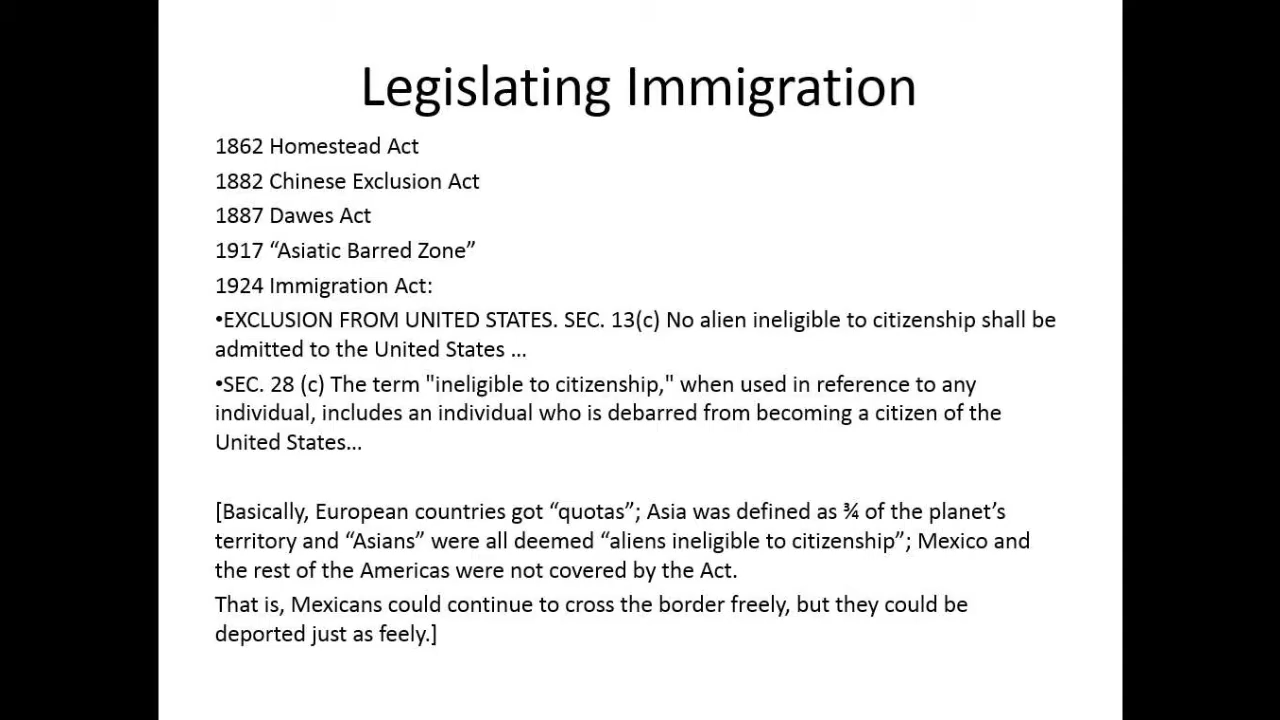 Legislating Immigration
1862 Homestead Act
1882 Chinese Exclusion Act
1887 Dawes Act
1917 “Asiatic Barred Zone”
1924 Immigration Act:
•EXCLUSION FROM UNITED STATES. SEC. 13(c) No alien ineligible to citizenship shall be
admitted to the United States ...
•SEC. 28 (c) The term "ineligible to citizenship," when used in reference to any
individual, includes an individual who is debarred from becoming a citizen of the
United States...
[Basically, European countries got “quotas”; Asia was defined as ¾ of the planet’s
territory and “Asians” were all deemed “aliens ineligible to citizenship”; Mexico and
the rest of the Americas were not covered by the Act.
That is, Mexicans could continue to cross the border freely, but they could be
deported just as feely.]